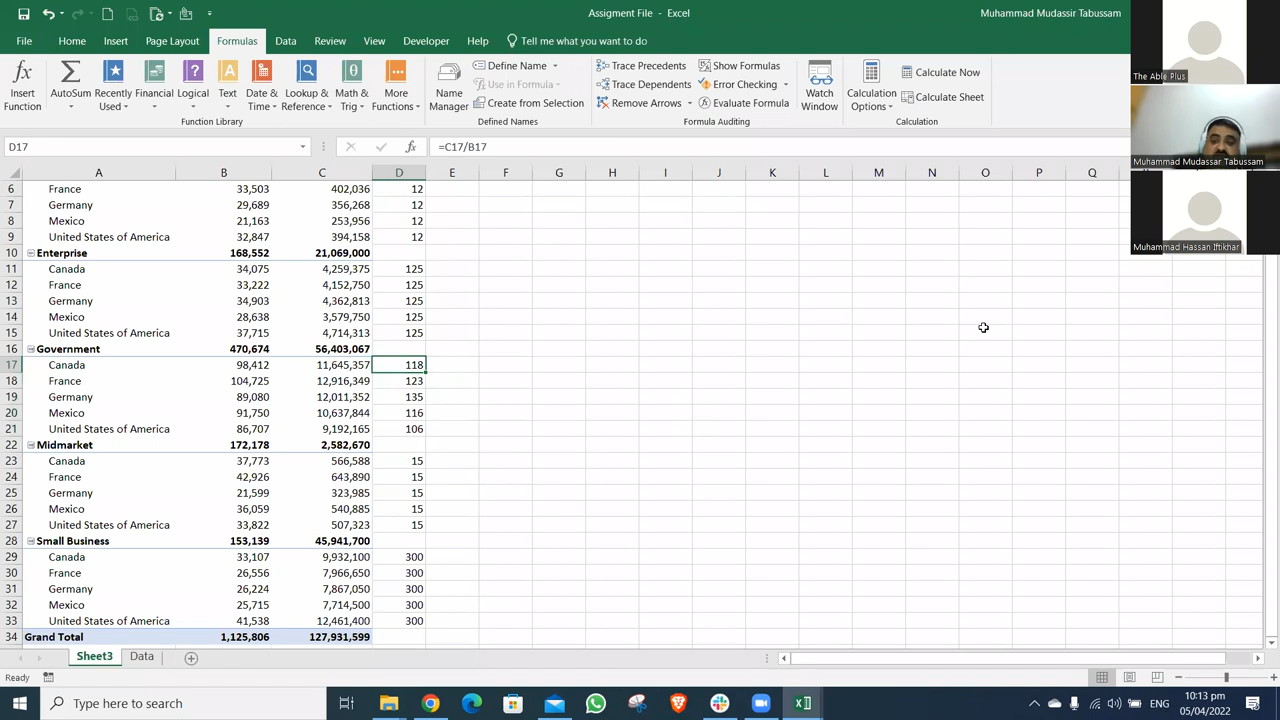 Assigment File - Excel
Muhammad Mudassir Tabussam
File Home Insert Page Layout Formulas Data Review View Developer Help Tell me what you want to do
The Able Plus
Insert Function
AutoSum
Recently Used
Financial
Logical
Text
Date & Time
Lookup & Reference
Math & Trig
More Functions
Function Library
Name Manager
Define Name
Use in Formula
Create from Selection
Defined Names
Trace Precedents
Trace Dependents
Remove Arrows
Show Formulas
Error Checking
Evaluate Formula
Formula Auditing
Watch Window
Calculation Options
Calculate Now
Calculate Sheet
Calculation
D17 fx =C17/B17
Muhammad Mudassar Tabussam
Muhammad Hassan Iftikhar
A B C D E F G H I J K L M N O P Q
6 France 33,503 402,036 12
7 Germany 29,689 356,268 12
8 Mexico 21,163 253,956 12
9 United States of America 32,847 394,158 12
10 Enterprise 168,552 21,069,000
11 Canada 34,075 4,259,375 125
12 France 33,222 4,152,750 125
13 Germany 34,903 4,362,813 125
14 Mexico 28,638 3,579,750 125
15 United States of America 37,715 4,714,313 125
16 Government 470,674 56,403,067
17 Canada 98,412 11,645,357 118
18 France 104,725 12,916,349 123
19 Germany 89,080 12,011,352 135
20 Mexico 91,750 10,637,844 116
21 United States of America 86,707 9,192,165 106
22 Midmarket 172,178 2,582,670
23 Canada 37,773 566,588 15
24 France 42,926 643,890 15
25 Germany 21,599 323,985 15
26 Mexico 36,059 540,885 15
27 United States of America 33,822 507,323 15
28 Small Business 153,139 45,941,700
29 Canada 33,107 9,932,100 300
30 France 26,556 7,966,650 300
31 Germany 26,224 7,867,050 300
32 Mexico 25,715 7,714,500 300
33 United States of America 41,538 12,461,400 300
34 Grand Total 1,125,806 127,931,599
Sheet3 Data
Ready
Type here to search
ENG
10:13 pm
05/04/2022